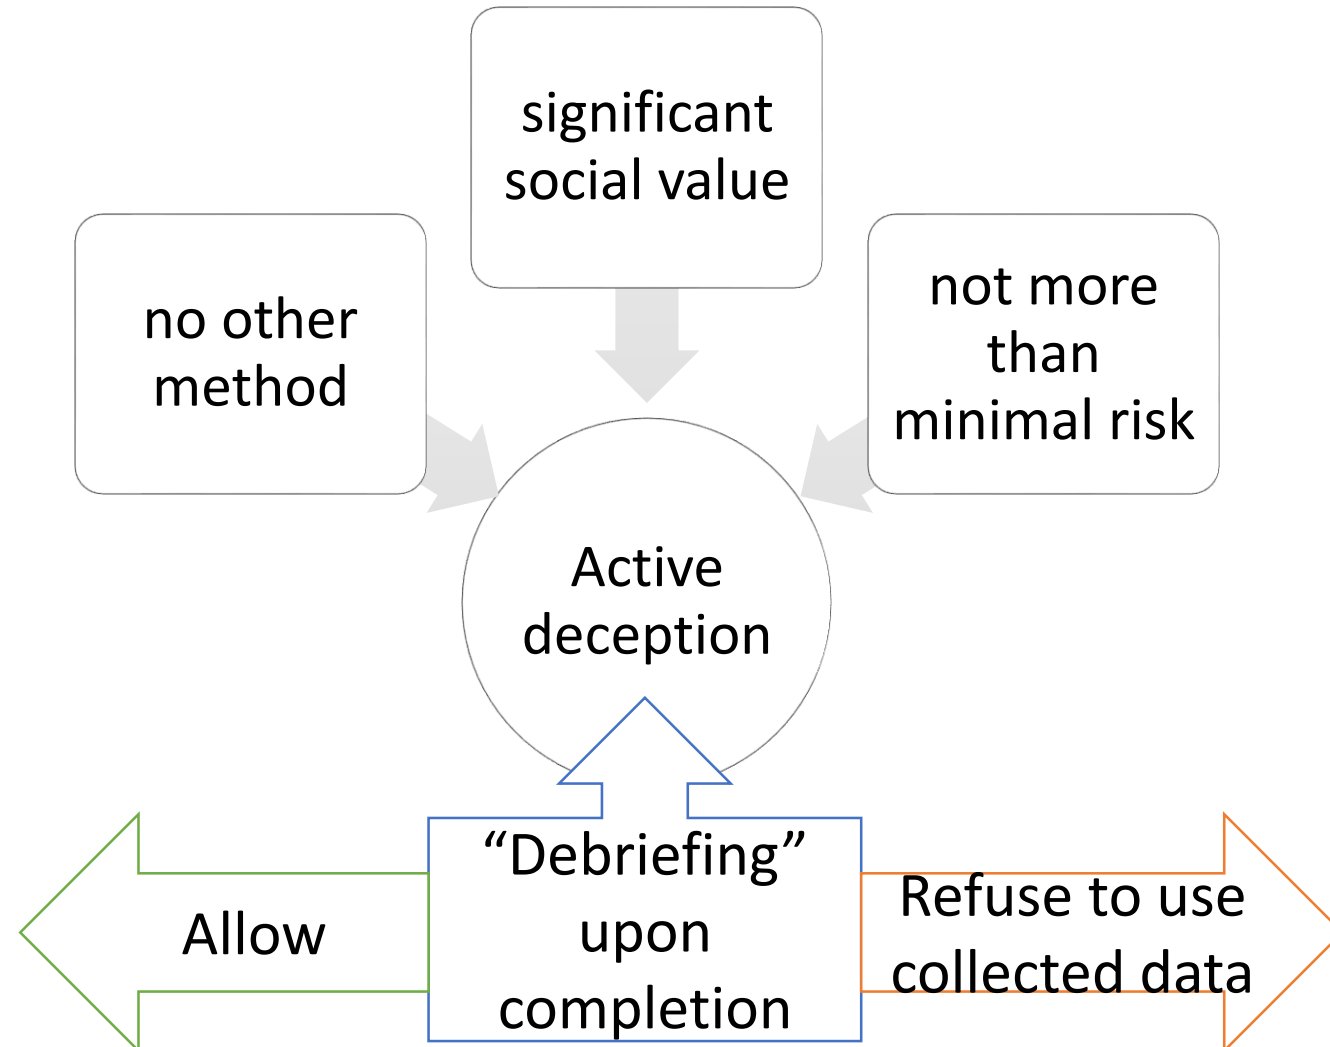 significant
social value
no other
method
not more
than
minimal risk
Active
deception
“Debriefing”
upon
completion
Allow
Refuse to use
collected data